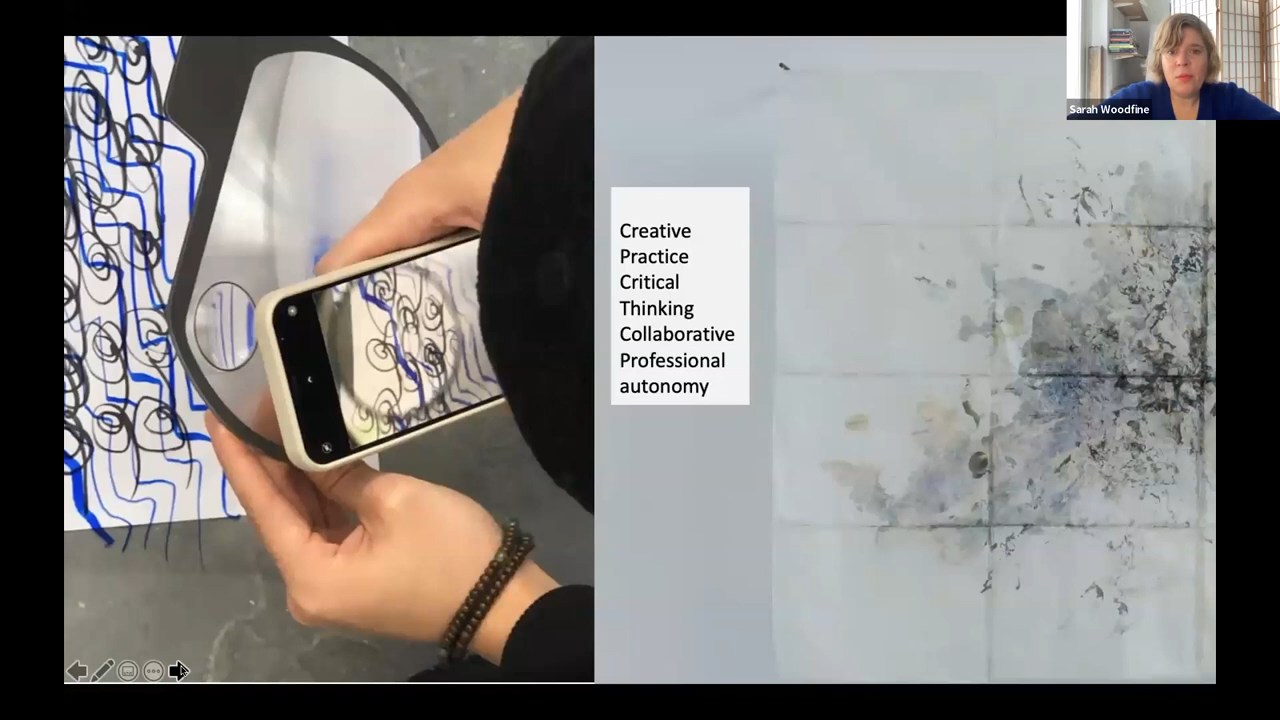 Sarah Woodfine
Creative
Practice
Critical
Thinking
Collaborative
Professional
autonomy